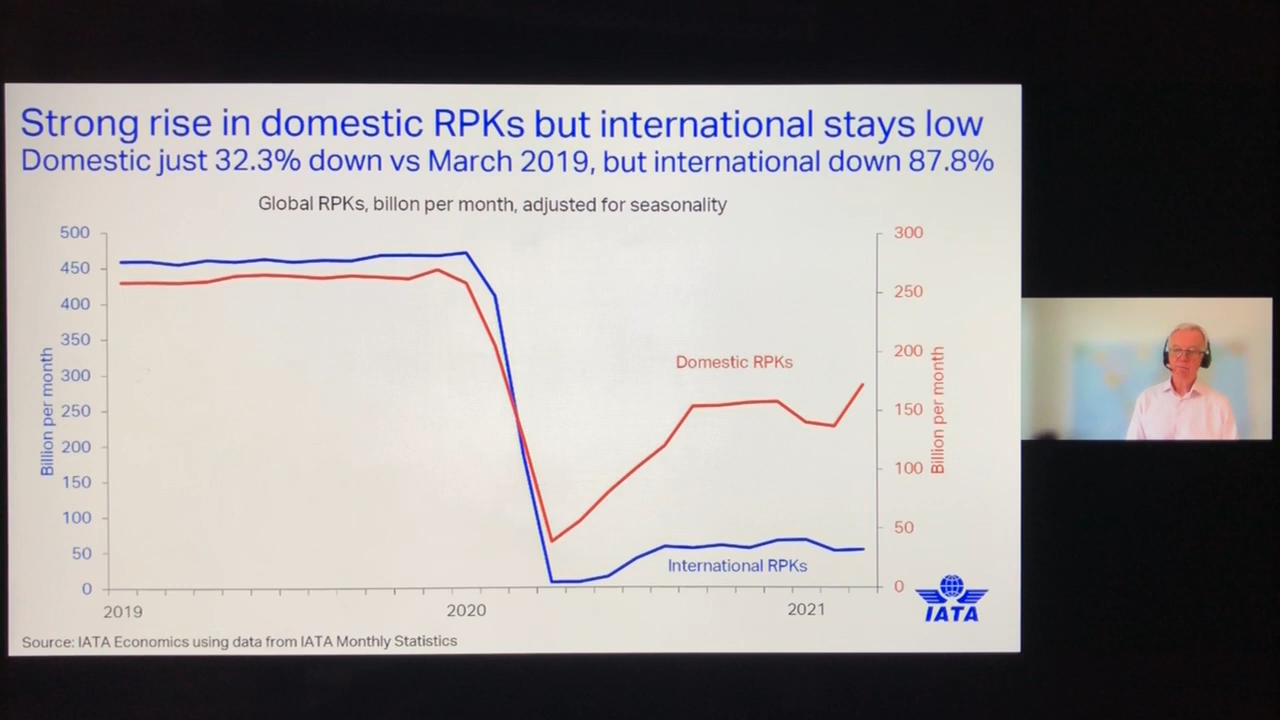 Strong rise in domestic RPKs but international stays low
Domestic just 32.3% down vs March 2019, but international down 87.8%
Global RPKs, billon per month, adjusted for seasonality
500
450
400
350
300
250
200
150
100
50
0
Billion per month
300
250
200
150
100
50
0
Billion per month
Domestic RPKs
International RPKs
2019
2020
2021
IATA
Source: IATA Economics using data from IATA Monthly Statistics